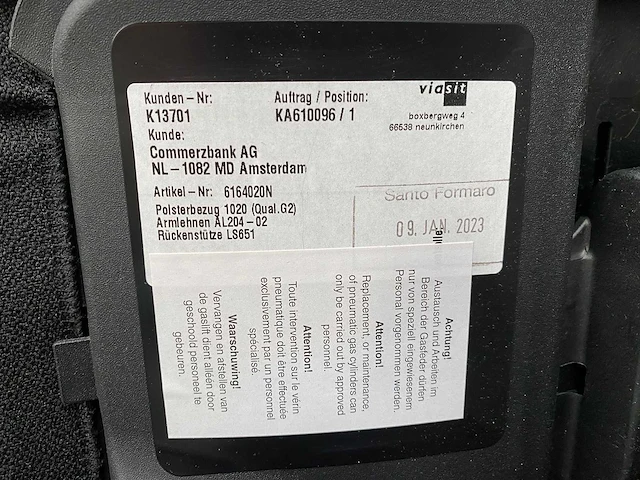 Kunden-Nr:
K13701
Auftrag / Position:
KA610096 / 1
viasit
boxbergweg 4
66538 neunkirchen
Kunde:
Commerzbank AG
NL-1082 MD Amsterdam
Artikel-Nr: 6164020N
Polsterbezug 1020 (Qual.G2)
Armlehnen AL204-02
Rückenstütze LS651
Santo Formaro
09. JAN. 2023
Achtung!
Austausch und Arbeiten im
Bereich der Gasfeder dürfen
nur von speziell eingewiesenem
Personal vorgenommen werden.
Attention!
Replacement, or maintenance,
of pneumatic gas cylinders can
only be carried out by approved
personnel.
Attention!
Toute intervention sur le vérin
pneumatique doit être effectuée
exclusivement par un personnel
spécialisé.
Waarschuwing!
Vervangen en afstellen van
de gaslift dient alléén door
geschoold personeel te
gebeuren.